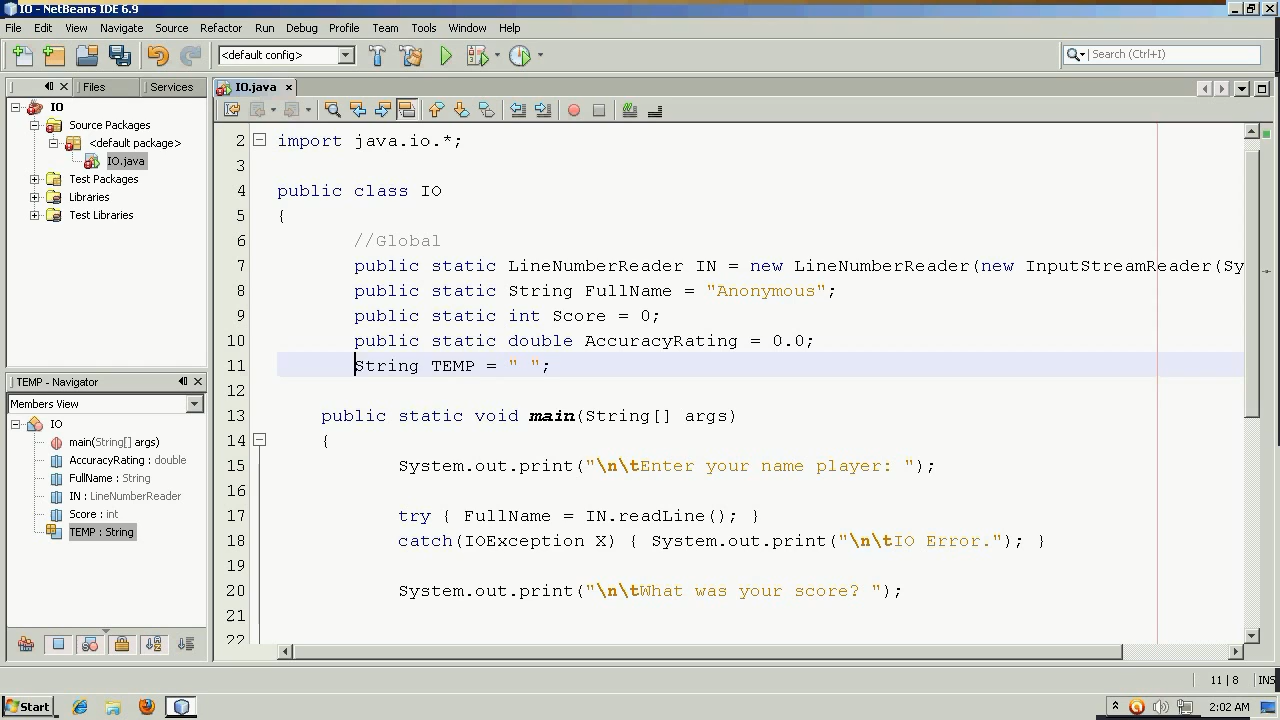 IO - NetBeans IDE 6.9
File Edit View Navigate Source Refactor Run Debug Profile Team Tools Window Help
<default config> Search (Ctrl+I)
Files Services IO.java
IO
Source Packages
<default package>
IO.java
Test Packages
Libraries
Test Libraries
2 import java.io.*;
3
4 public class IO
5 {
6 //Global
7 public static LineNumberReader IN = new LineNumberReader(new InputStreamReader(Sy
8 public static String FullName = "Anonymous";
9 public static int Score = 0;
10 public static double AccuracyRating = 0.0;
11 String TEMP = " ";
12
13 public static void main(String[] args)
14 {
15 System.out.print("\n\tEnter your name player: ");
16
17 try { FullName = IN.readLine(); }
18 catch(IOException X) { System.out.print("\n\tIO Error."); }
19
20 System.out.print("\n\tWhat was your score? ");
21
22
TEMP - Navigator
Members View
IO
main(String[] args)
AccuracyRating : double
FullName : String
IN : LineNumberReader
Score : int
TEMP : String
11 | 8 INS
Start 2:02 AM